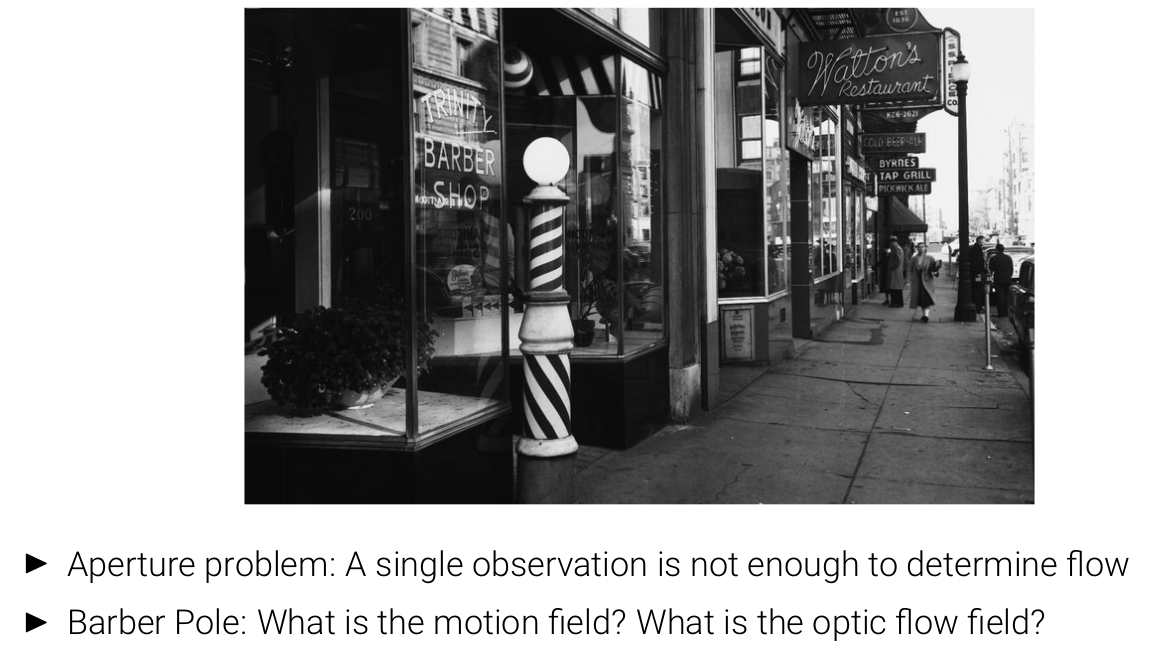 EST
1836
Walton's
Restaurant
KE6-2621
TRINITY
BARBER
SHOP
200
COLD BEER-ALE
BYRNES
TAP GRILL
PICKWICK ALE
► Aperture problem: A single observation is not enough to determine flow
► Barber Pole: What is the motion field? What is the optic flow field?